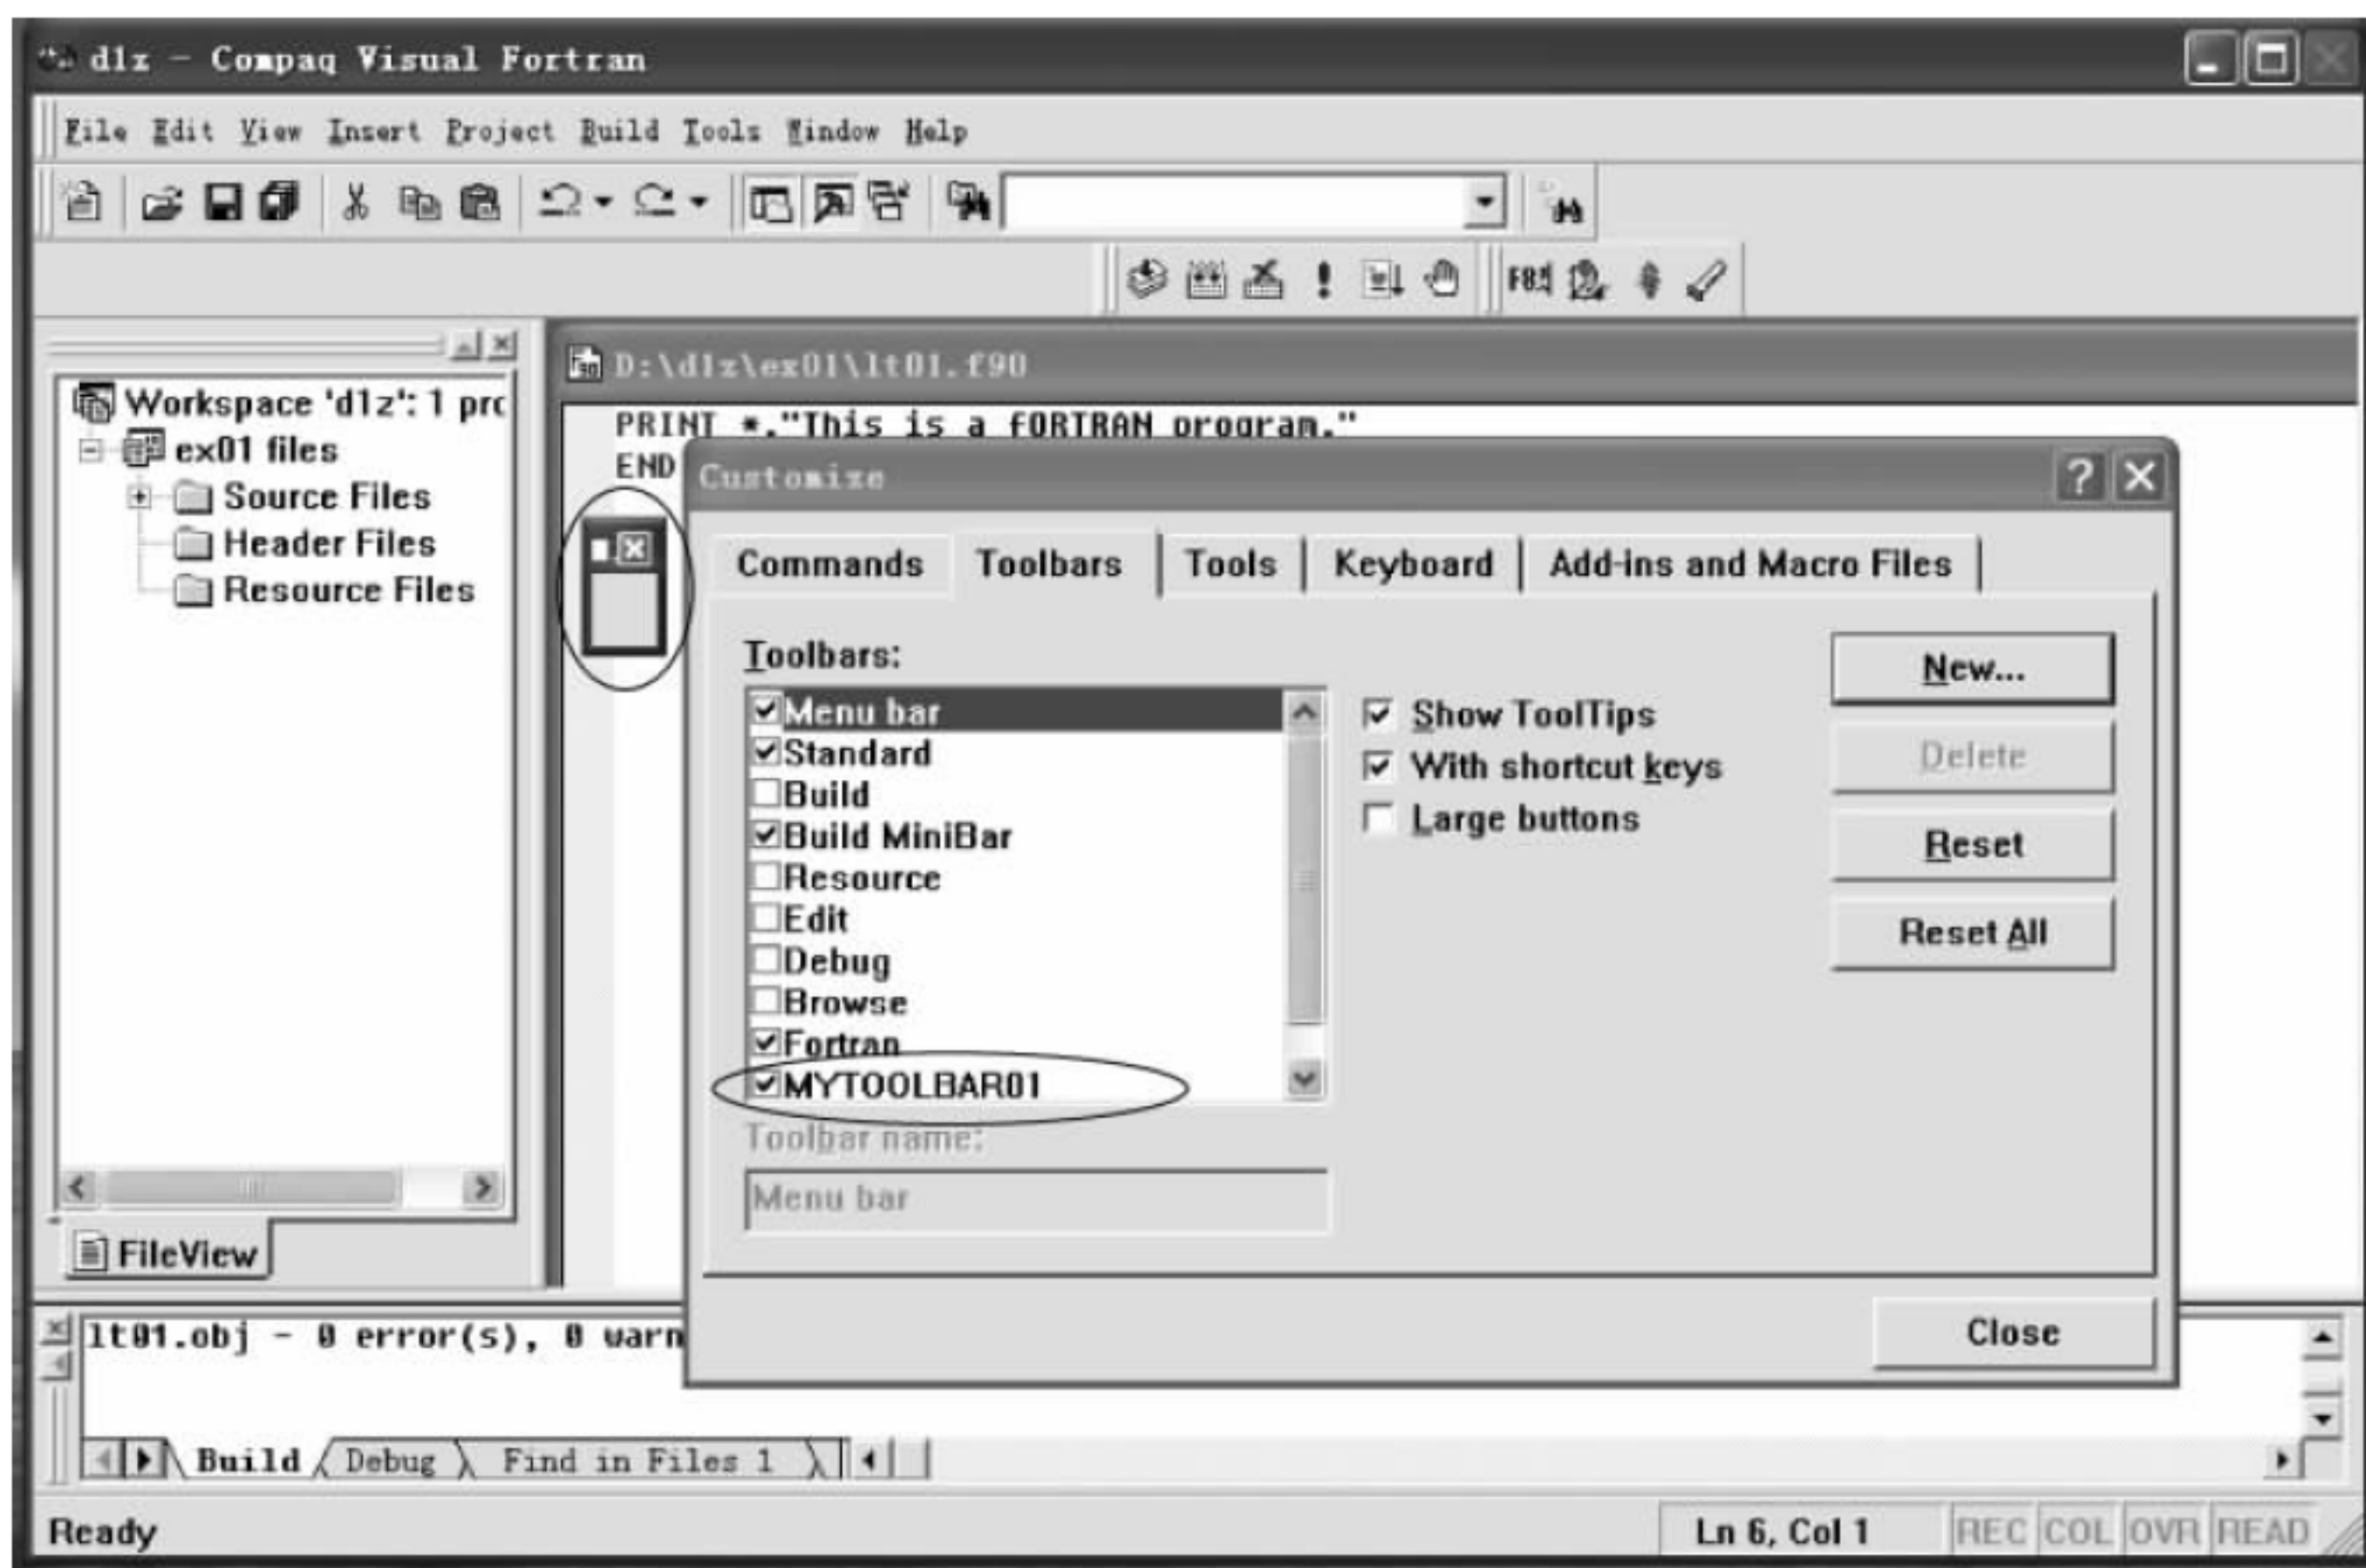 d1z - Compaq Visual Fortran
File Edit View Insert Project Build Tools Window Help
D:\d1z\ex01\lt01.f90
Workspace 'd1z': 1 prc
ex01 files
Source Files
Header Files
Resource Files
FileView
PRINT *,"This is a FORTRAN program."
END
Customize
Commands Toolbars Tools Keyboard Add-ins and Macro Files
Toolbars:
Menu bar
Standard
Build
Build MiniBar
Resource
Edit
Debug
Browse
Fortran
MYTOOLBAR01
Toolbar name:
Menu bar
Show ToolTips
With shortcut keys
Large buttons
New...
Delete
Reset
Reset All
Close
lt01.obj - 0 error(s), 0 warn
Build Debug Find in Files 1
Ready
Ln 6, Col 1 REC COL OVR READ